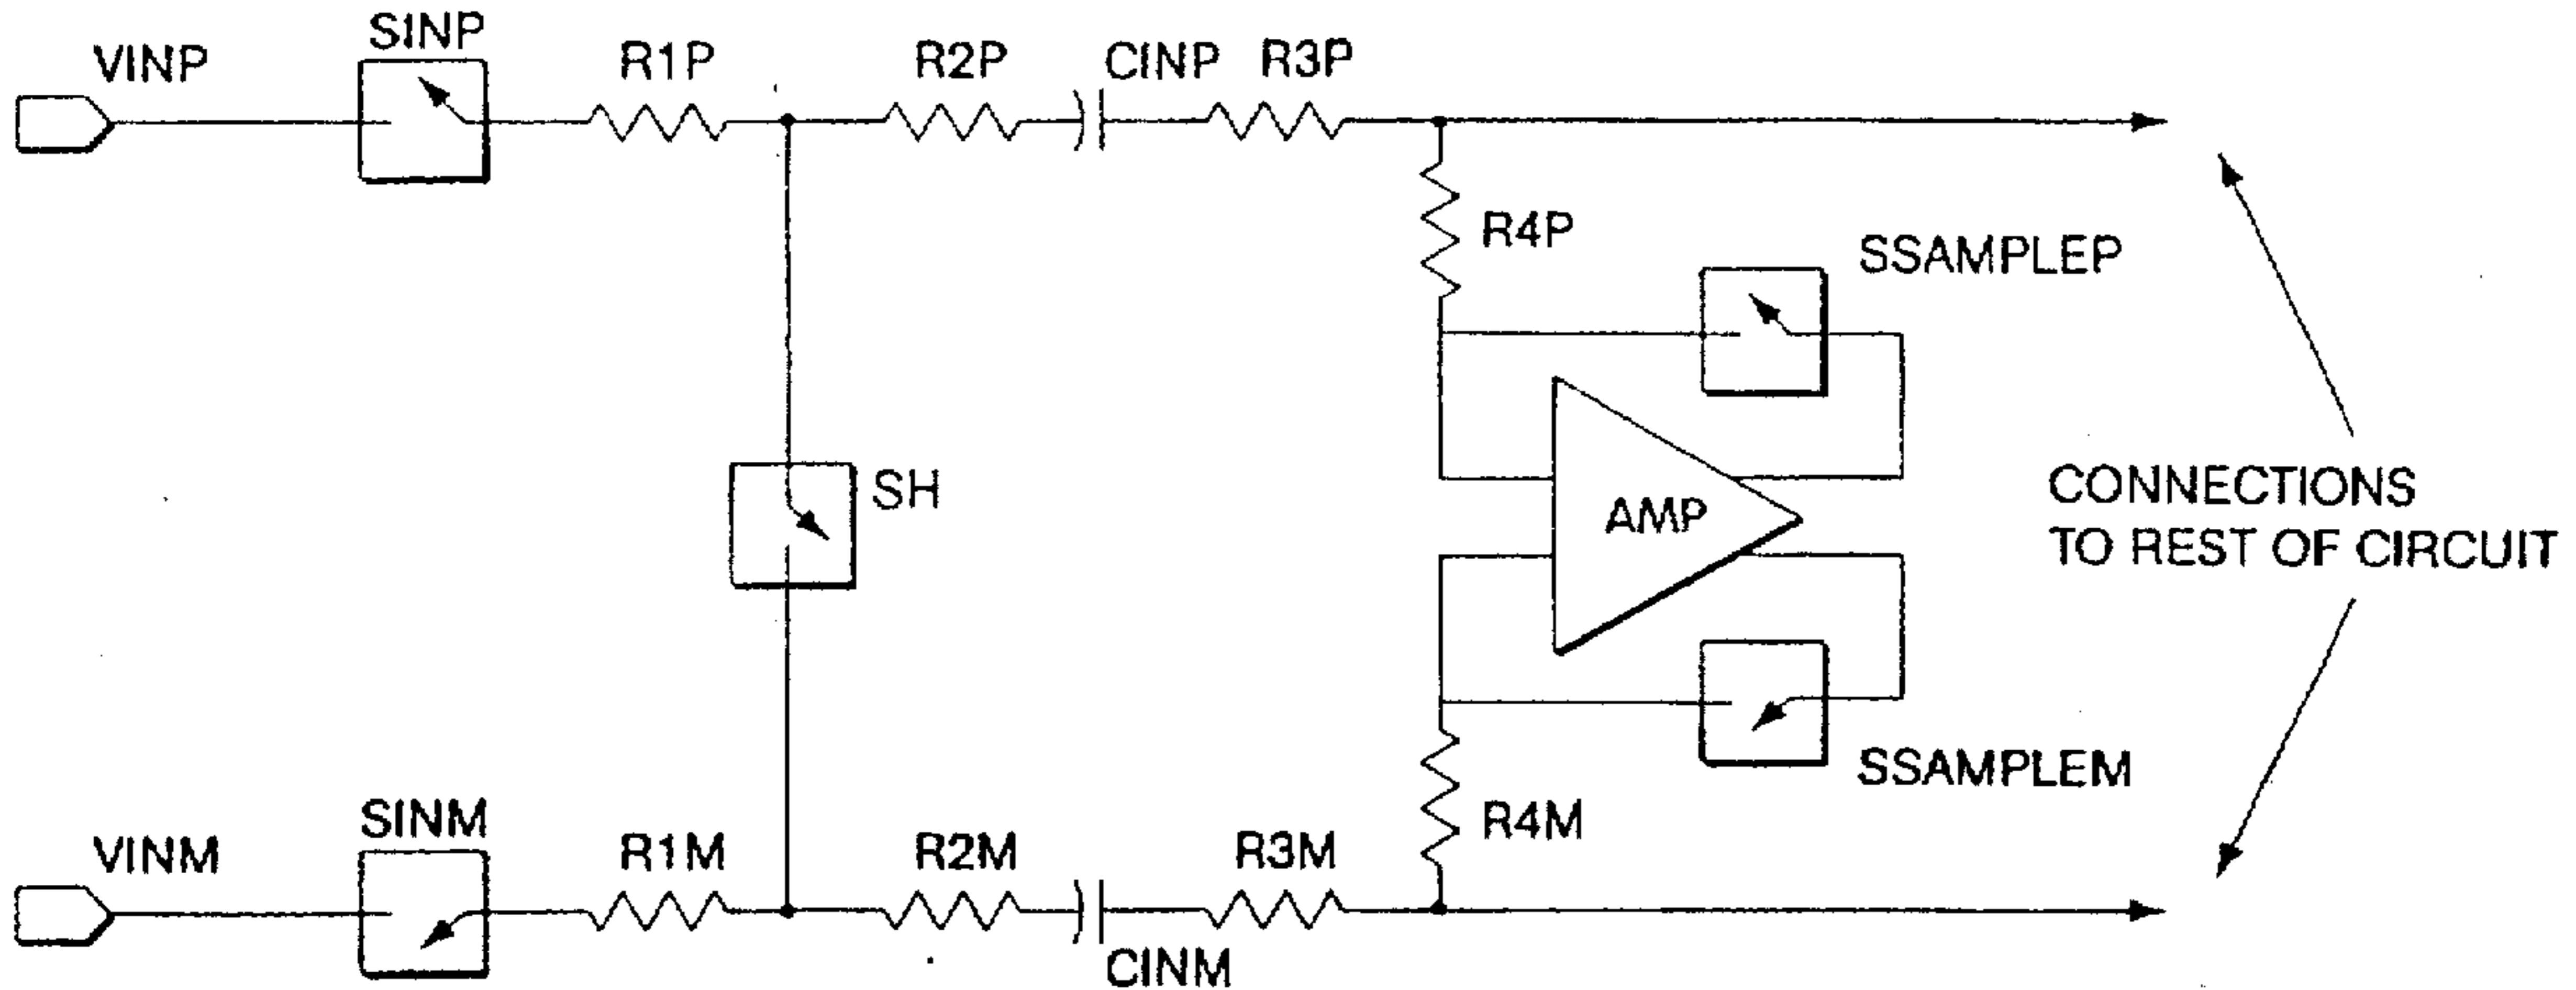 SINP
VINP
R1P
R2P
CINP
R3P
R4P
SSAMPLEP
SH
AMP
CONNECTIONS
TO REST OF CIRCUIT
SSAMPLEM
R4M
SINM
VINM
R1M
R2M
R3M
CINM